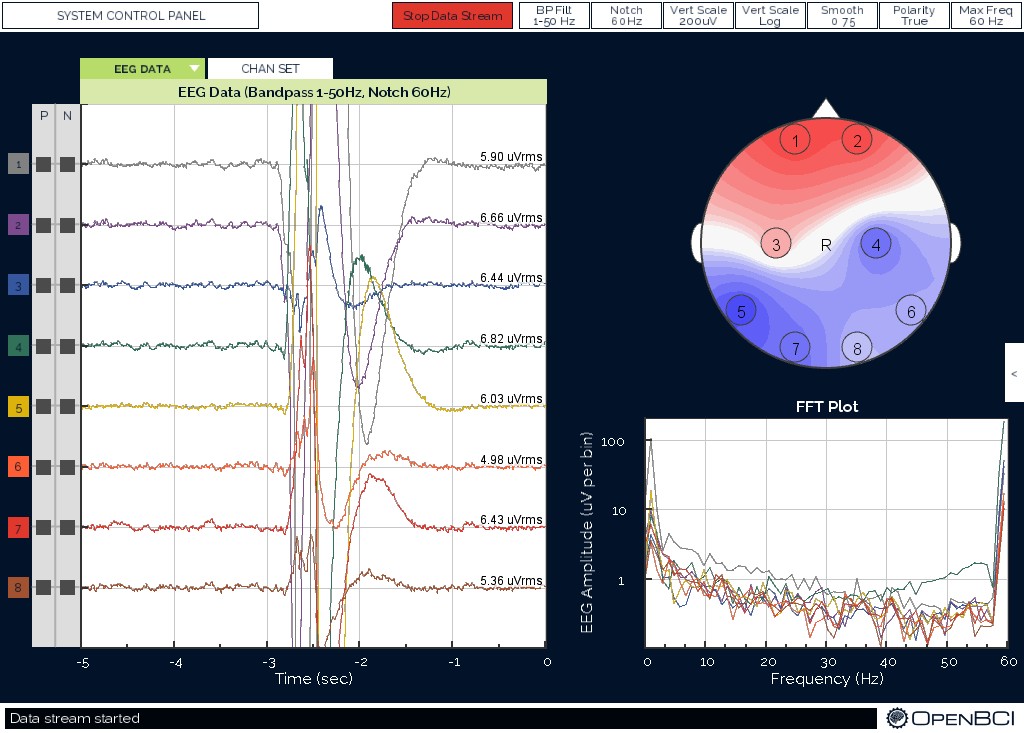 SYSTEM CONTROL PANEL
Stop Data Stream
BP Filt
1-50 Hz
Notch
60Hz
Vert Scale
200uV
Vert Scale
Log
Smooth
0 75
Polarity
True
Max Freq
60 Hz
EEG DATA
CHAN SET
EEG Data (Bandpass 1-50Hz, Notch 60Hz)
P N
1
5.90 uVrms
2
6.66 uVrms
3
6.44 uVrms
4
6.82 uVrms
5
6.03 uVrms
6
4.98 uVrms
7
6.43 uVrms
8
5.36 uVrms
-5 -4 -3 -2 -1 0
Time (sec)
1 2
3 R 4
5 6
7 8
<
FFT Plot
EEG Amplitude (uV per bin)
100
10
1
0 10 20 30 40 50 60
Frequency (Hz)
Data stream started
OPENBCI